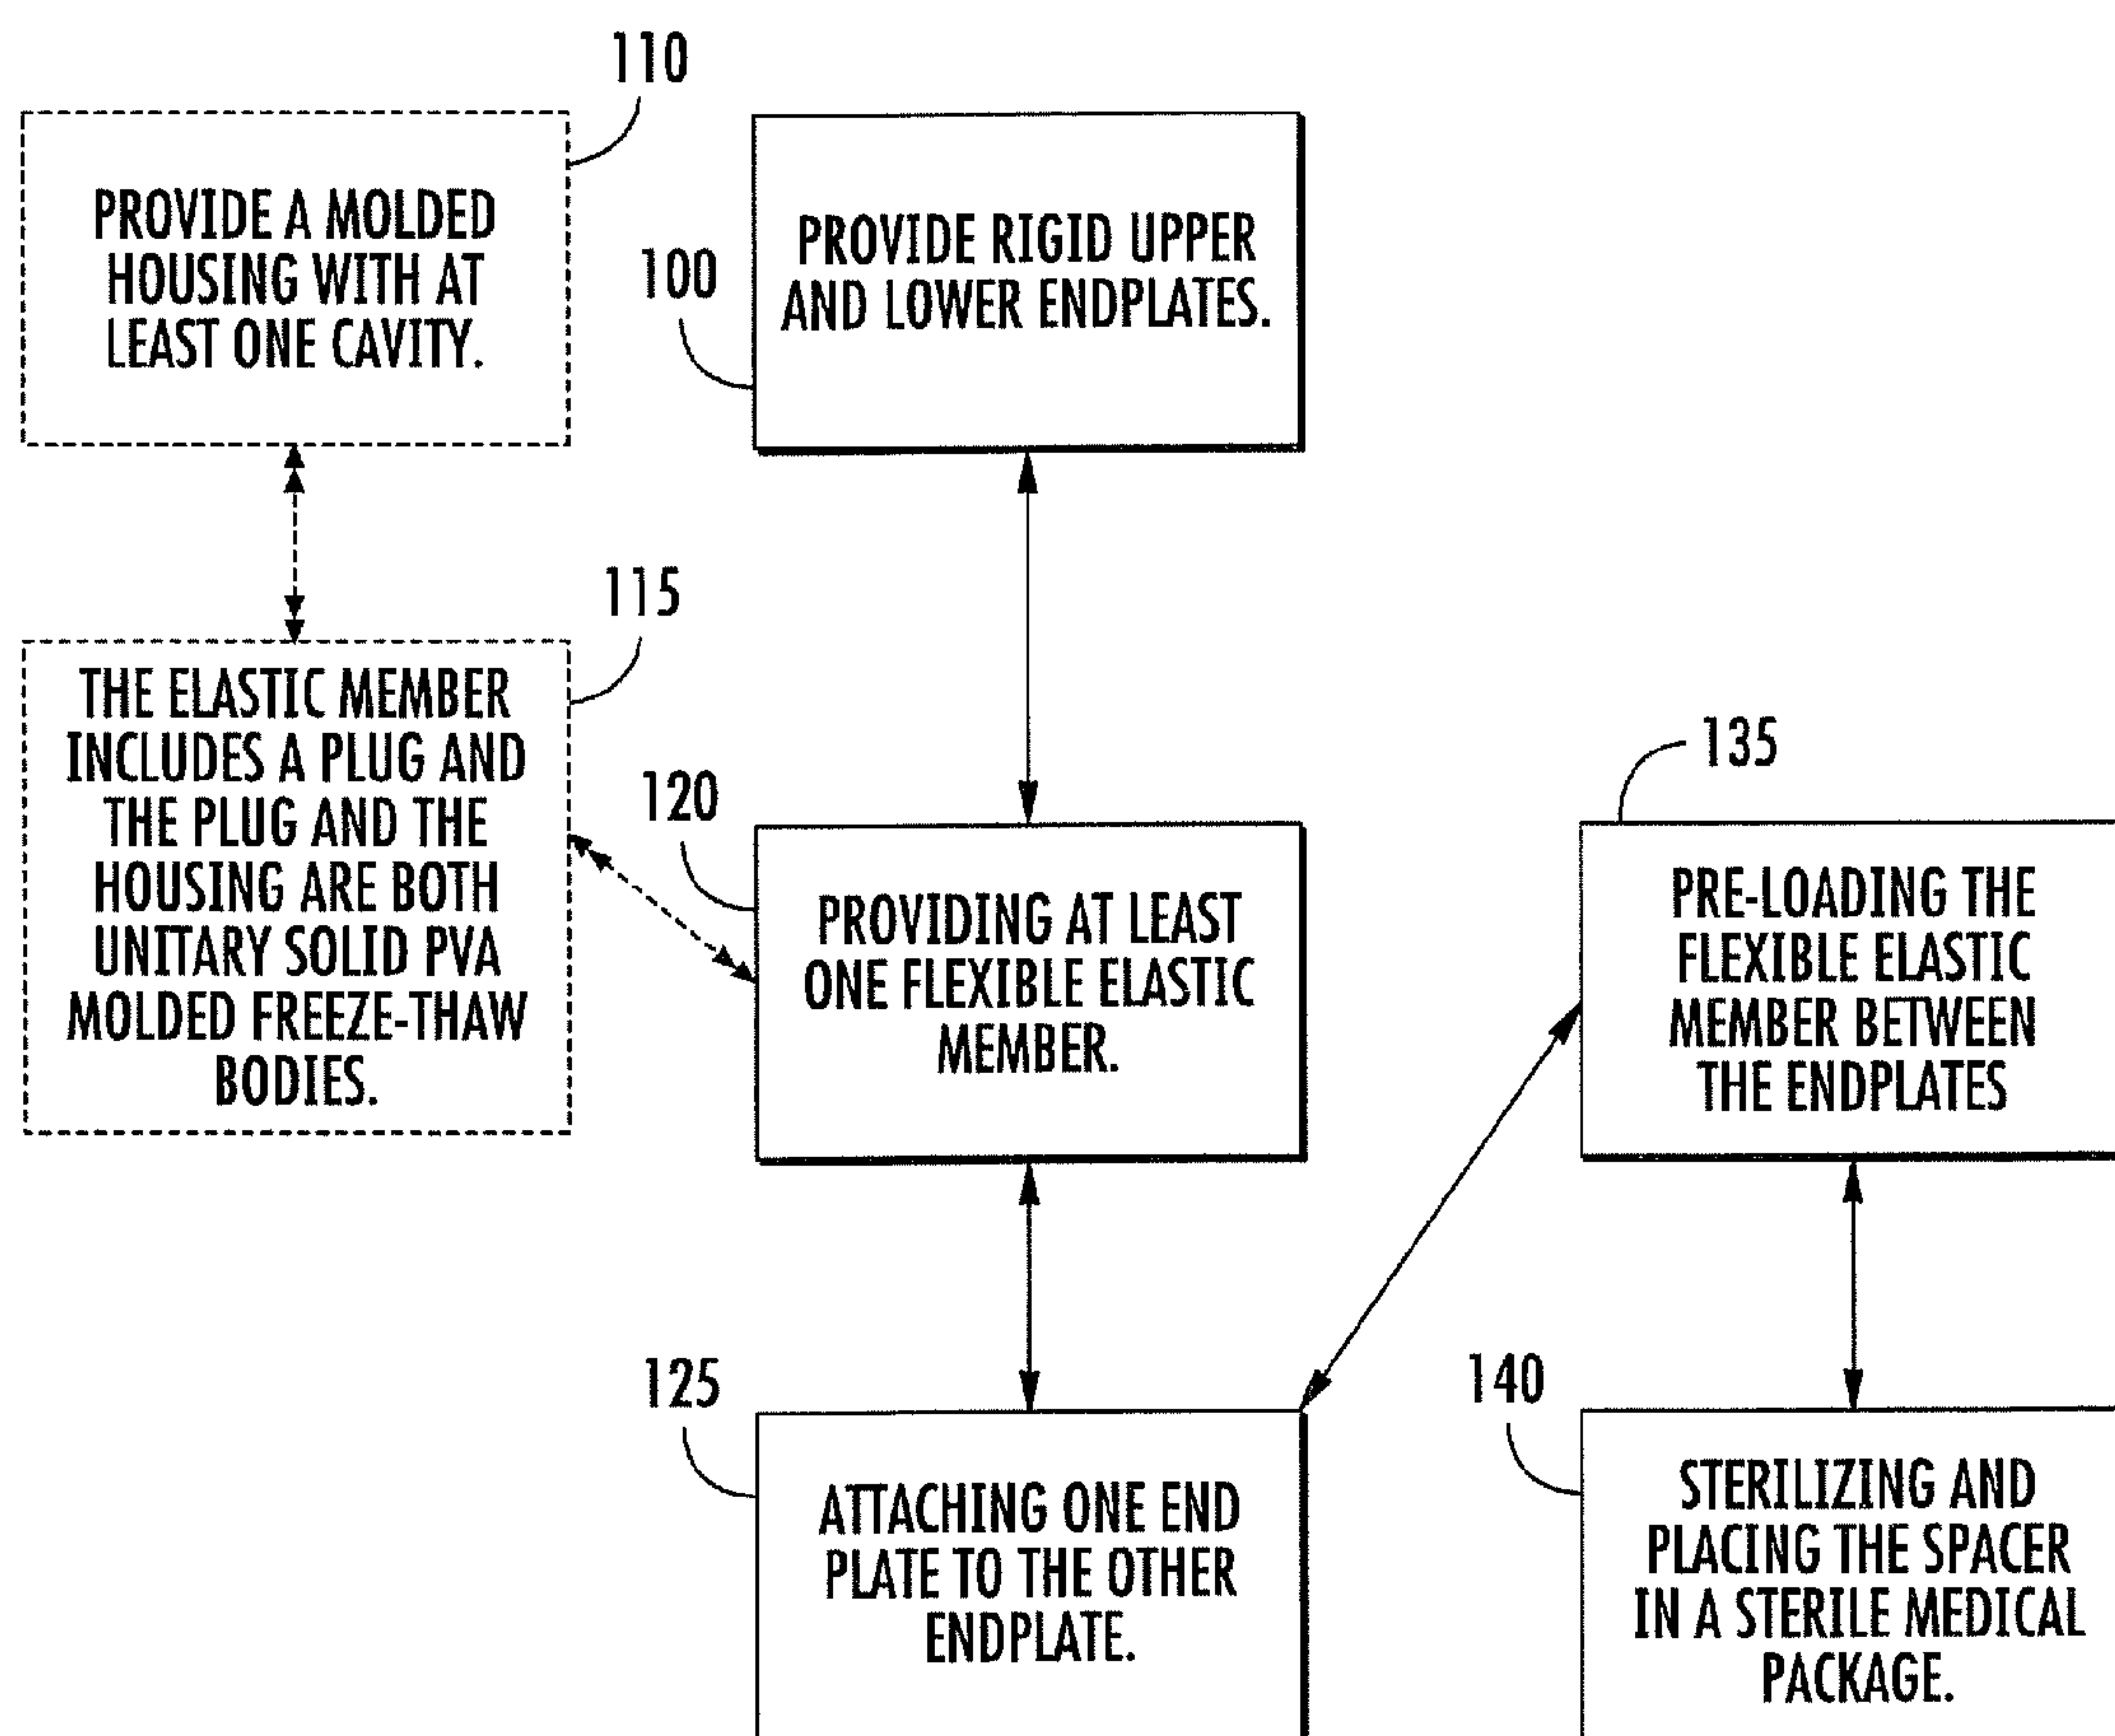 110
PROVIDE A MOLDED
HOUSING WITH AT
LEAST ONE CAVITY.
100
PROVIDE RIGID UPPER
AND LOWER ENDPLATES.
115
THE ELASTIC MEMBER
INCLUDES A PLUG AND
THE PLUG AND THE
HOUSING ARE BOTH
UNITARY SOLID PVA
MOLDED FREEZE-THAW
BODIES.
120
PROVIDING AT LEAST
ONE FLEXIBLE ELASTIC
MEMBER.
135
PRE-LOADING THE
FLEXIBLE ELASTIC
MEMBER BETWEEN
THE ENDPLATES
125
ATTACHING ONE END
PLATE TO THE OTHER
ENDPLATE.
140
STERILIZING AND
PLACING THE SPACER
IN A STERILE MEDICAL
PACKAGE.